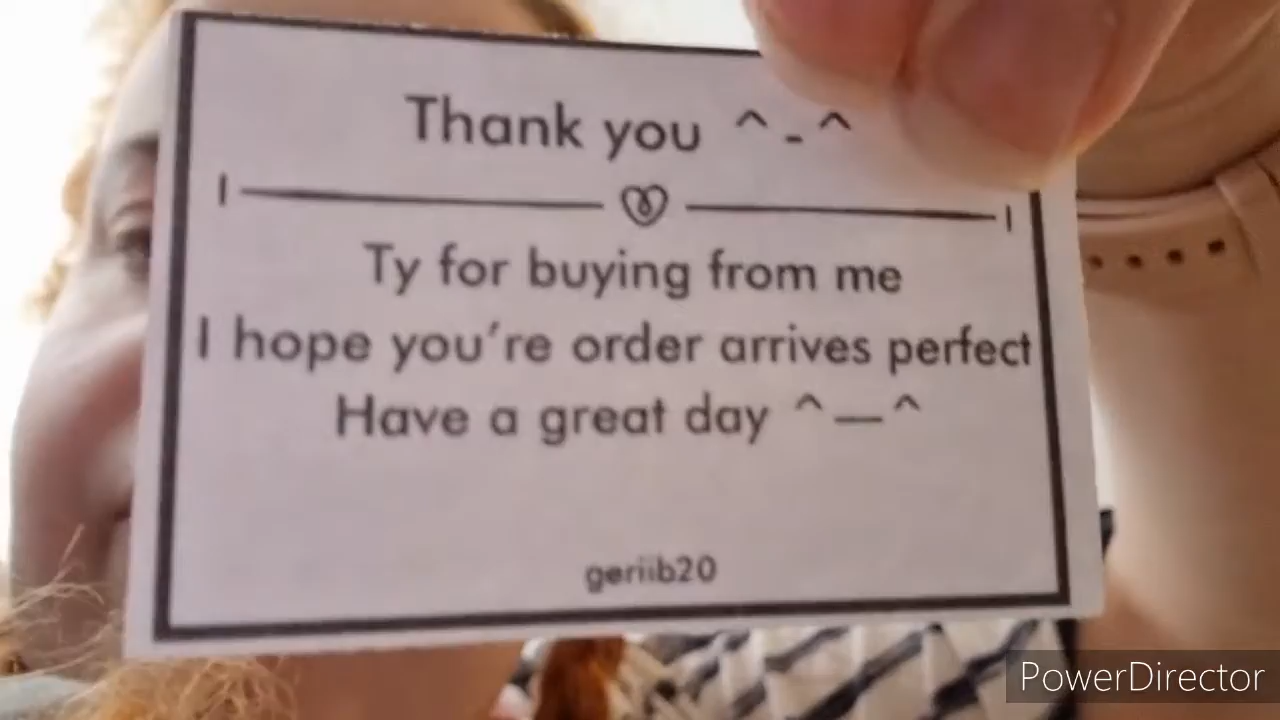 Thank you ^-^
Ty for buying from me
I hope you're order arrives perfect
Have a great day ^—^
geriib20
PowerDirector